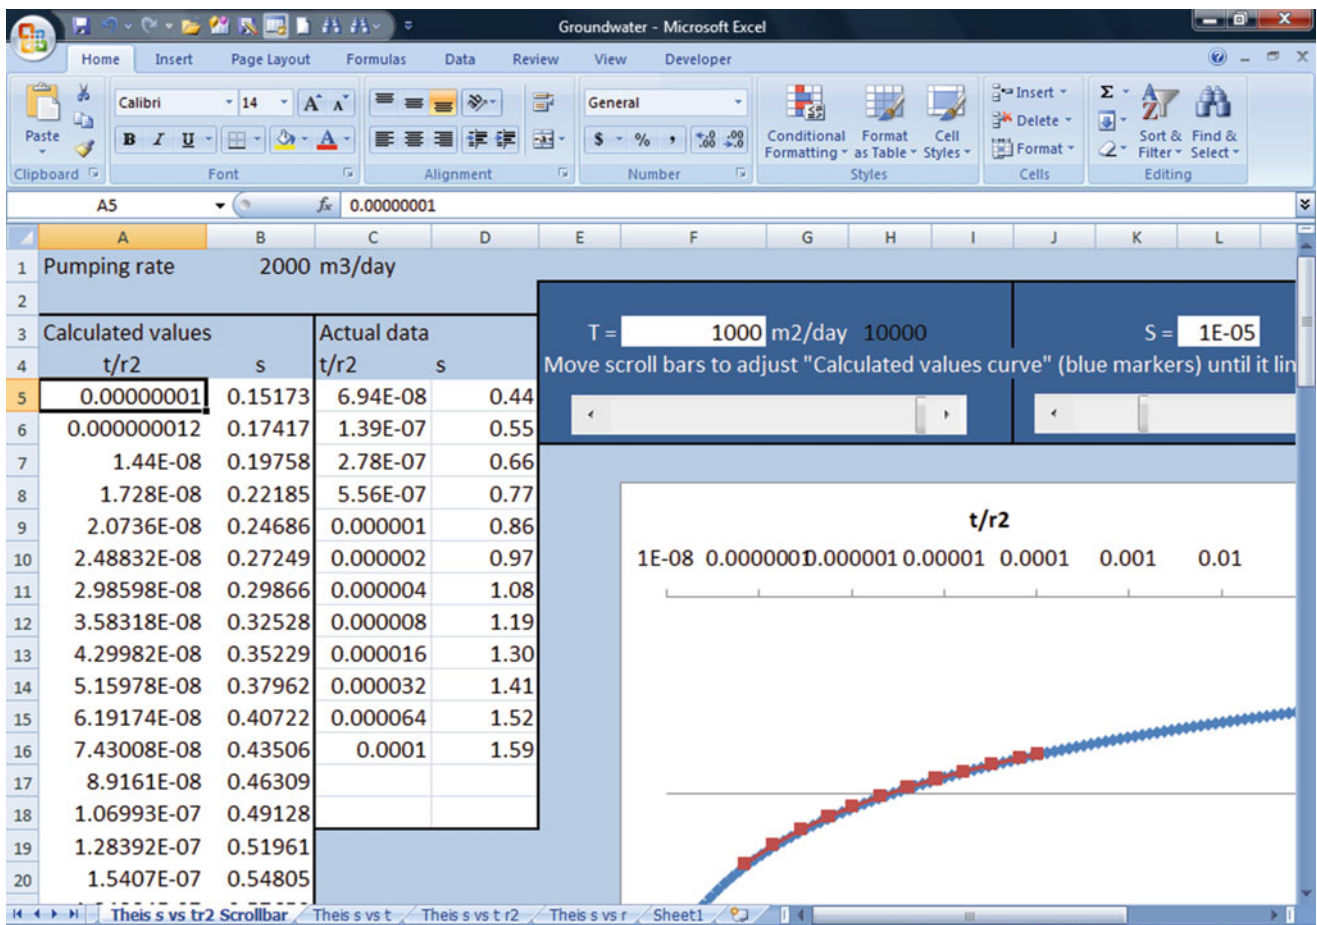 Groundwater - Microsoft Excel
Home Insert Page Layout Formulas Data Review View Developer
Calibri 14 General Insert
Paste Conditional Formatting Format as Table Cell Styles Delete Sort & Filter Find & Select
B I U A $ % , Format
Clipboard Font Alignment Number Styles Cells Editing
A5 fx 0.00000001
A B C D E F G H I J K L
1 Pumping rate 2000 m3/day
2
3 Calculated values Actual data T = 1000 m2/day 10000 S = 1E-05
4 t/r2 s t/r2 s Move scroll bars to adjust "Calculated values curve" (blue markers) until it lin
5 0.00000001 0.15173 6.94E-08 0.44
6 0.000000012 0.17417 1.39E-07 0.55
7 1.44E-08 0.19758 2.78E-07 0.66
8 1.728E-08 0.22185 5.56E-07 0.77
9 2.0736E-08 0.24686 0.000001 0.86
10 2.48832E-08 0.27249 0.000002 0.97
11 2.98598E-08 0.29866 0.000004 1.08
12 3.58318E-08 0.32528 0.000008 1.19
13 4.29982E-08 0.35229 0.000016 1.30
14 5.15978E-08 0.37962 0.000032 1.41
15 6.19174E-08 0.40722 0.000064 1.52
16 7.43008E-08 0.43506 0.0001 1.59
17 8.9161E-08 0.46309
18 1.06993E-07 0.49128
19 1.28392E-07 0.51961
20 1.5407E-07 0.54805
t/r2
1E-08 0.0000001 0.000001 0.00001 0.0001 0.001 0.01
Theis s vs tr2 Scrollbar Theis s vs t Theis s vs t r2 Theis s vs r Sheet1